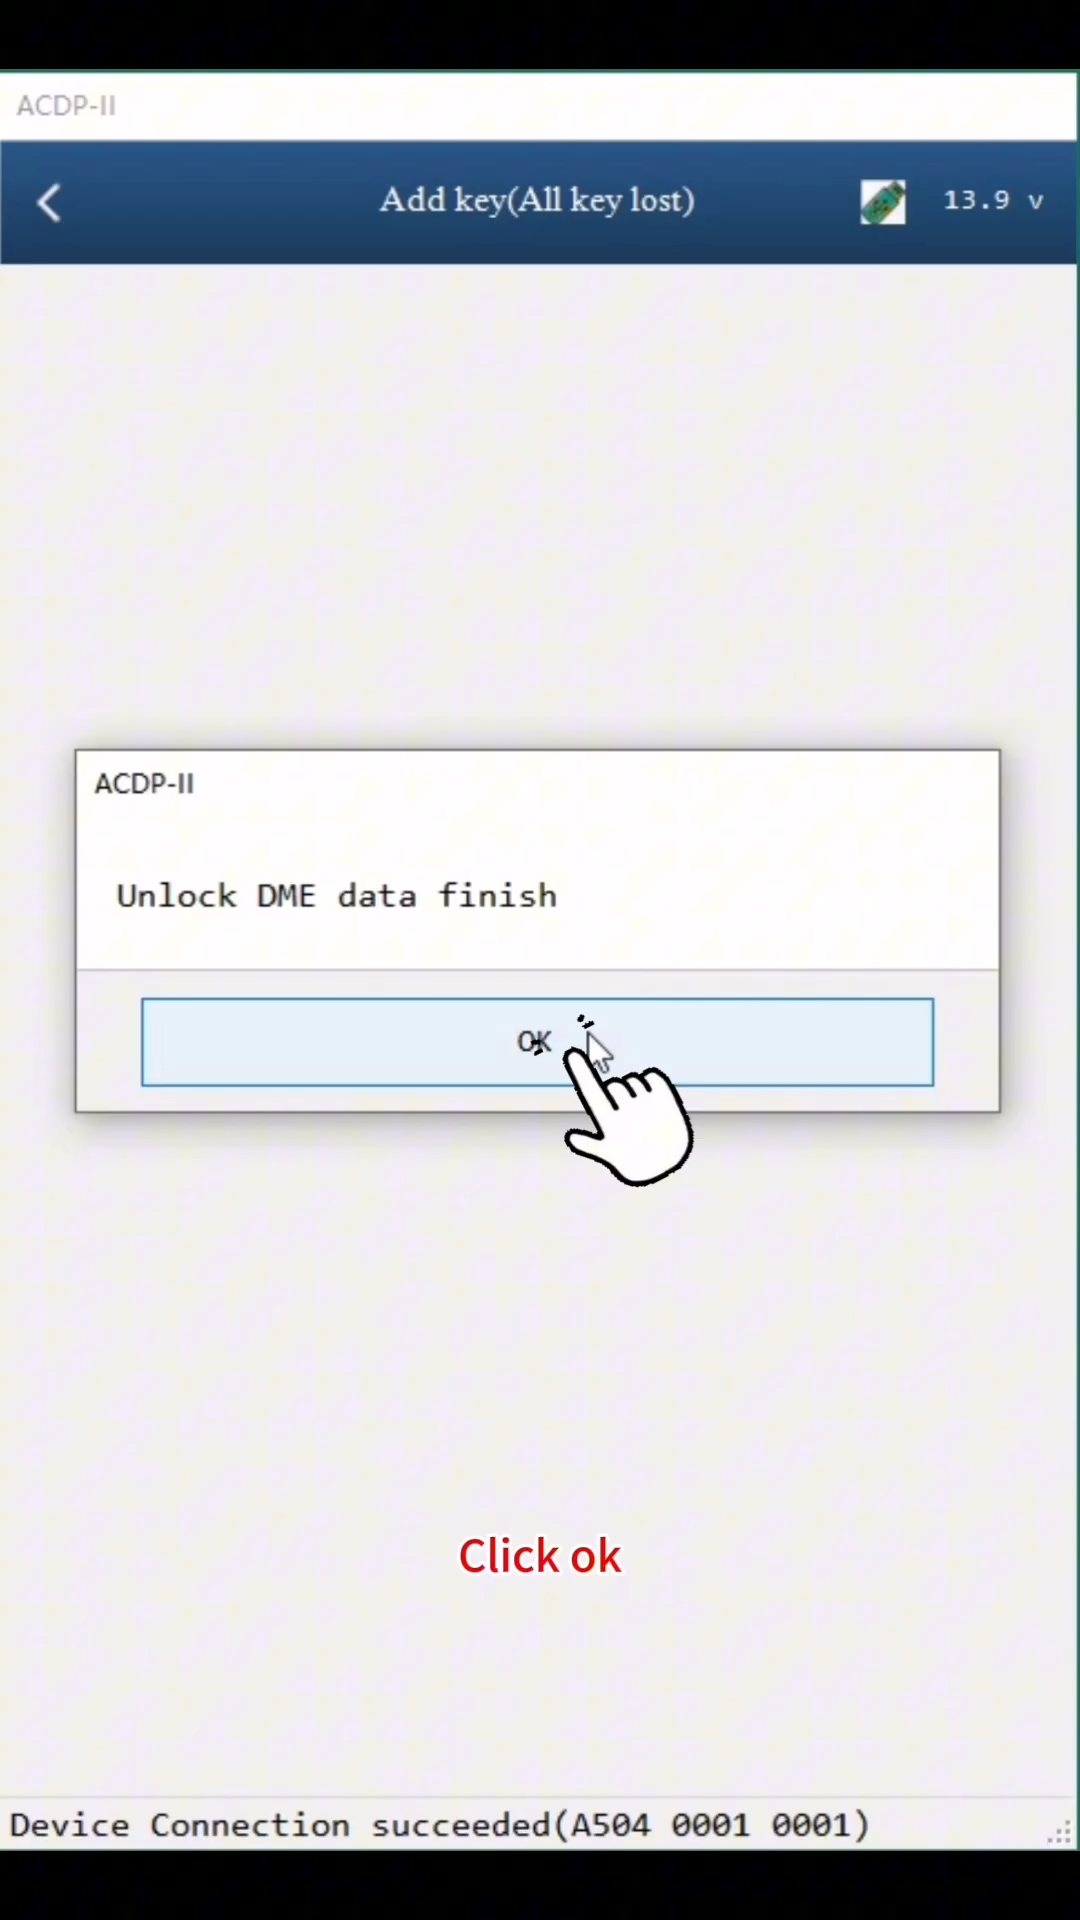 ACDP-II
Add key(All key lost)
13.9 v
ACDP-II
Unlock DME data finish
OK
Click ok
Device Connection succeeded(A504 0001 0001)